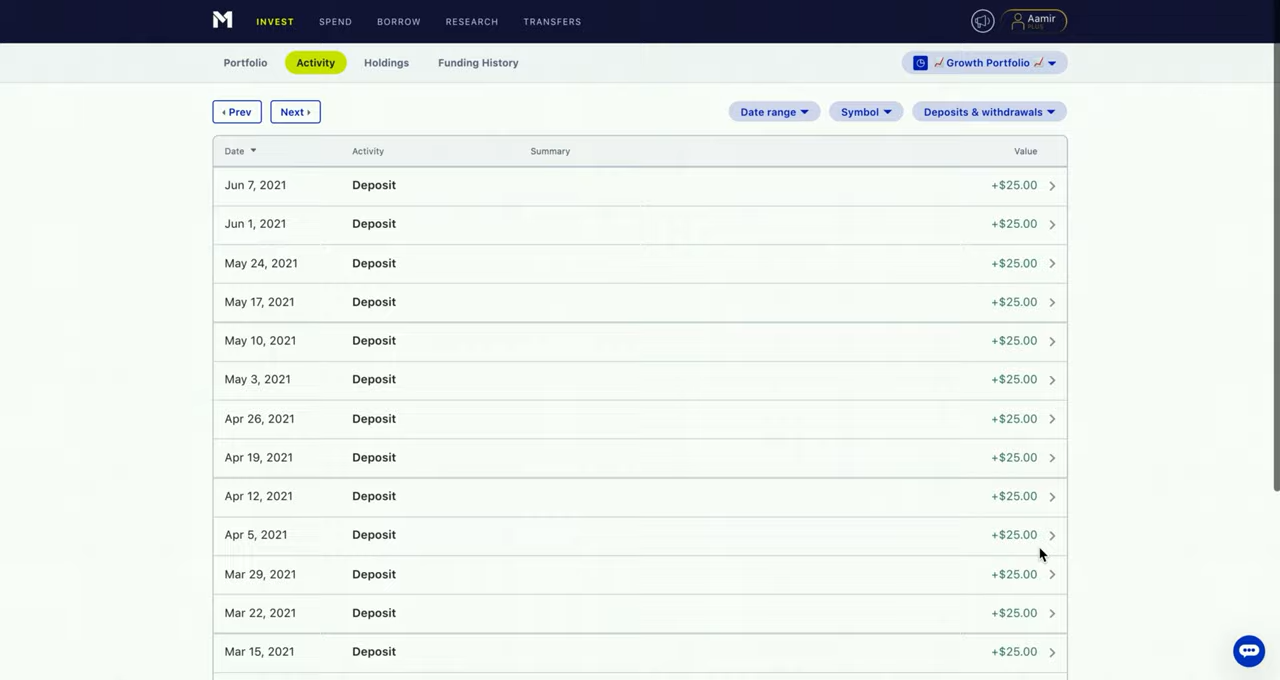 INVEST SPEND BORROW RESEARCH TRANSFERS Aamir
PLUS
Portfolio Activity Holdings Funding History 📈 Growth Portfolio 📈
‹ Prev Next › Date range Symbol Deposits & withdrawals
Date Activity Summary Value
Jun 7, 2021 Deposit +$25.00
Jun 1, 2021 Deposit +$25.00
May 24, 2021 Deposit +$25.00
May 17, 2021 Deposit +$25.00
May 10, 2021 Deposit +$25.00
May 3, 2021 Deposit +$25.00
Apr 26, 2021 Deposit +$25.00
Apr 19, 2021 Deposit +$25.00
Apr 12, 2021 Deposit +$25.00
Apr 5, 2021 Deposit +$25.00
Mar 29, 2021 Deposit +$25.00
Mar 22, 2021 Deposit +$25.00
Mar 15, 2021 Deposit +$25.00